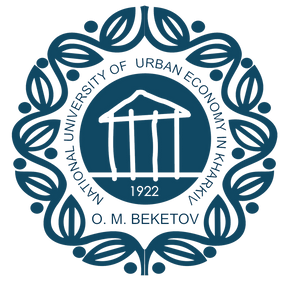 NATIONAL UNIVERSITY OF URBAN ECONOMY IN KHARKIV
1922
O. M. BEKETOV